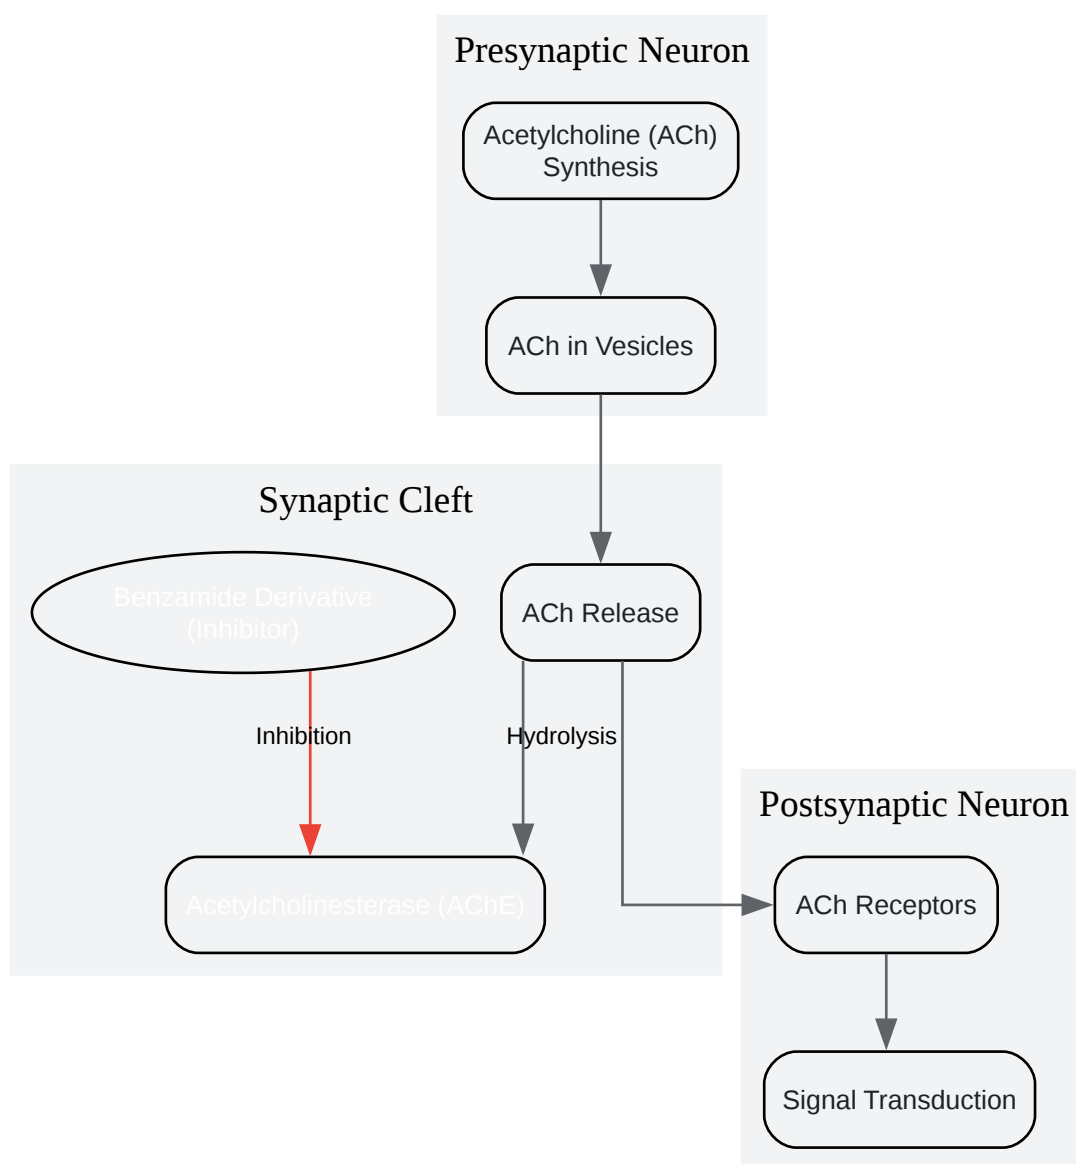 Presynaptic Neuron
Acetylcholine (ACh)
Synthesis
ACh in Vesicles
Synaptic Cleft
Benzamide Derivative
(Inhibitor)
ACh Release
Inhibition
Hydrolysis
Acetylcholinesterase (AChE)
Postsynaptic Neuron
ACh Receptors
Signal Transduction